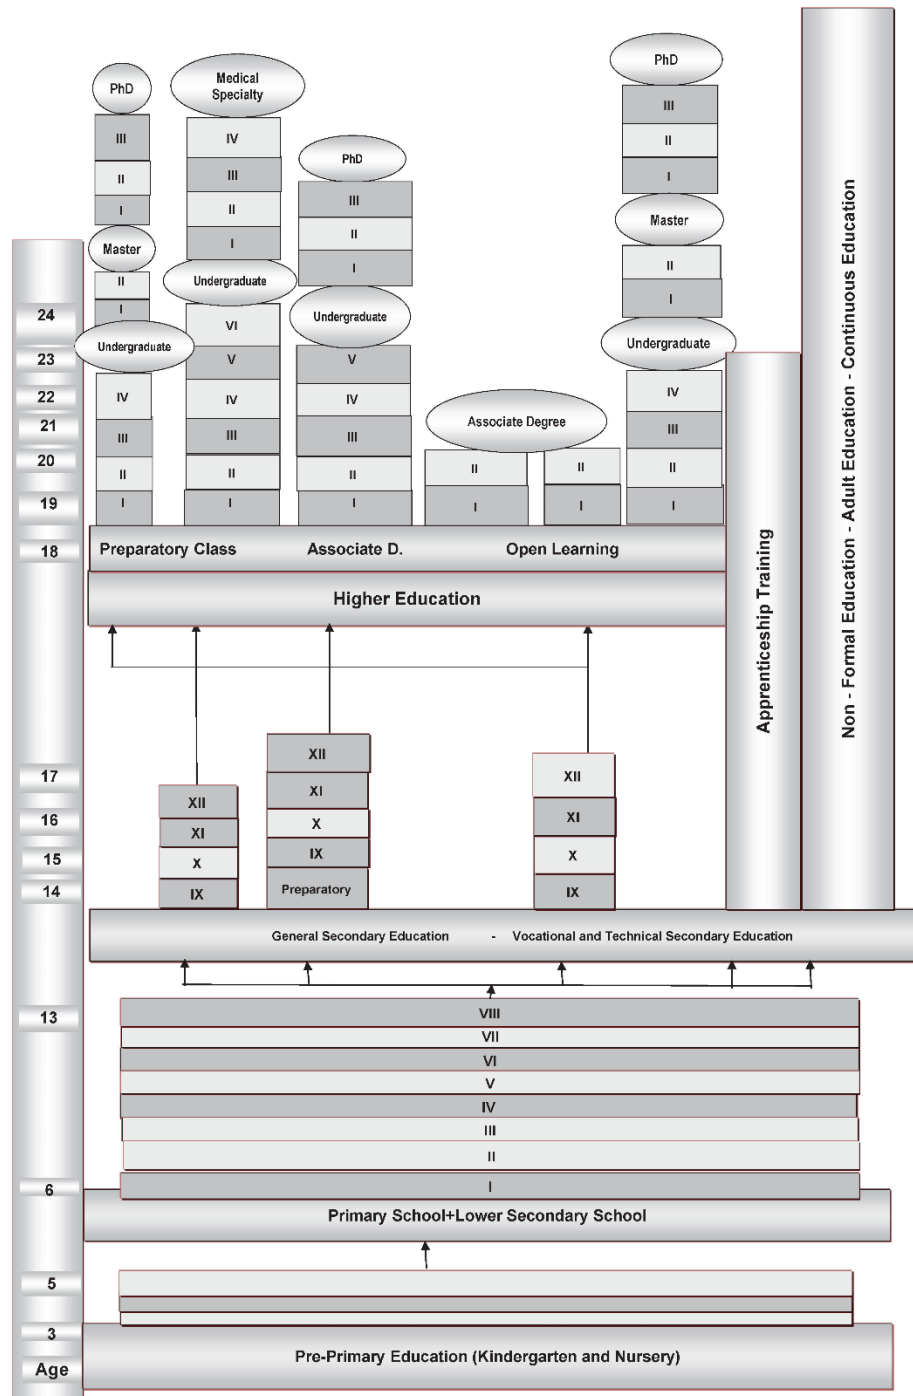 PhD
III
II
I
Master
II
I
Undergraduate
IV
III
II
I
Medical
Specialty
IV
III
II
I
Undergraduate
VI
V
IV
III
II
I
PhD
III
II
I
Undergraduate
V
IV
III
II
I
Associate Degree
II
I
II
I
PhD
III
II
I
Master
II
I
Undergraduate
IV
III
II
I
24
23
22
21
20
19
18
Preparatory Class Associate D. Open Learning
Higher Education
Apprenticeship Training
Non - Formal Education - Adult Education - Continuous Education
17
16
15
14
XII
XI
X
IX
XII
XI
X
IX
Preparatory
XII
XI
X
IX
General Secondary Education - Vocational and Technical Secondary Education
13
VIII
VII
VI
V
IV
III
II
6
I
Primary School+Lower Secondary School
5
3
Age
Pre-Primary Education (Kindergarten and Nursery)